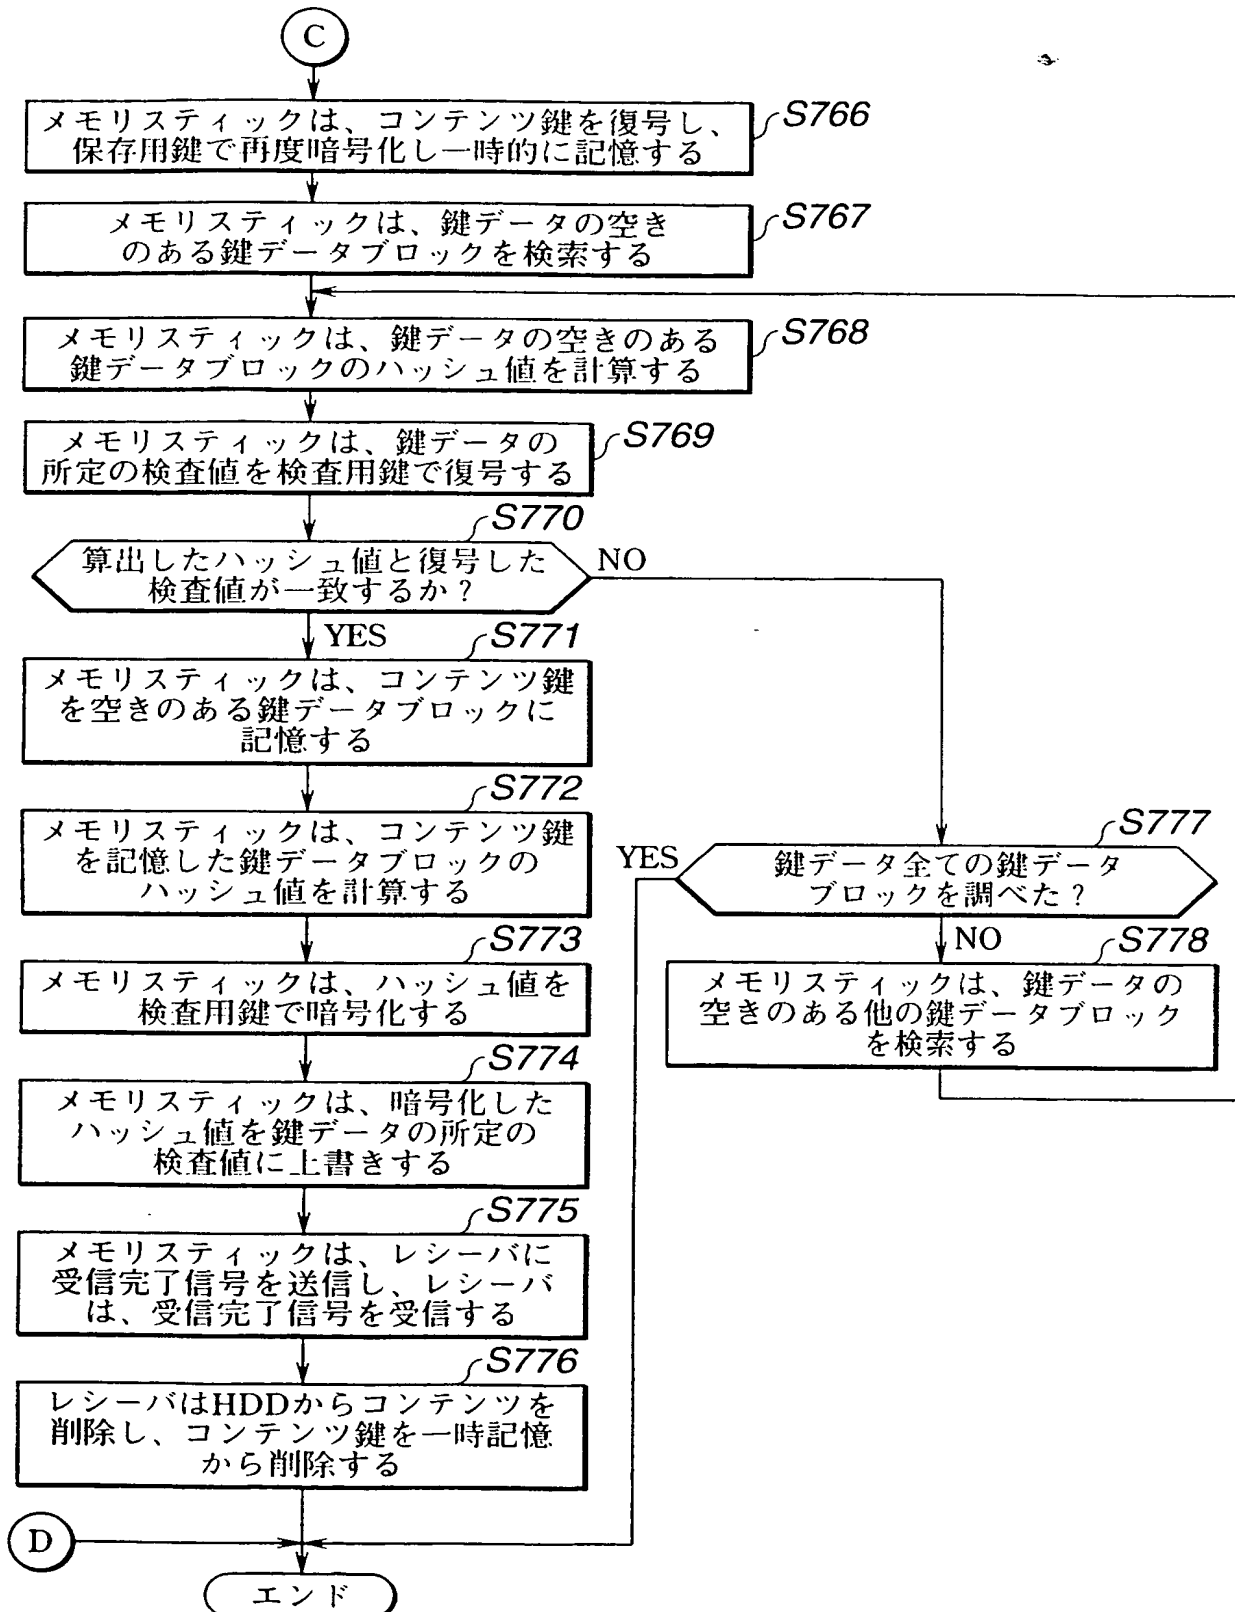 C
S766
メモリスティックは、コンテンツ鍵を復号し、
保存用鍵で再度暗号化し一時的に記憶する
S767
メモリスティックは、鍵データの空き
のある鍵データブロックを検索する
S768
メモリスティックは、鍵データの空きのある
鍵データブロックのハッシュ値を計算する
S769
メモリスティックは、鍵データの
所定の検査値を検査用鍵で復号する
S770
算出したハッシュ値と復号した
検査値が一致するか？
NO
YES
S771
メモリスティックは、コンテンツ鍵
を空きのある鍵データブロックに
記憶する
S772
メモリスティックは、コンテンツ鍵
を記憶した鍵データブロックの
ハッシュ値を計算する
S773
メモリスティックは、ハッシュ値を
検査用鍵で暗号化する
S774
メモリスティックは、暗号化した
ハッシュ値を鍵データの所定の
検査値に上書きする
S775
メモリスティックは、レシーバに
受信完了信号を送信し、レシーバ
は、受信完了信号を受信する
S776
レシーバはHDDからコンテンツを
削除し、コンテンツ鍵を一時記憶
から削除する
S777
YES
鍵データ全ての鍵データ
ブロックを調べた？
NO
S778
メモリスティックは、鍵データの
空きのある他の鍵データブロック
を検索する
D
エンド